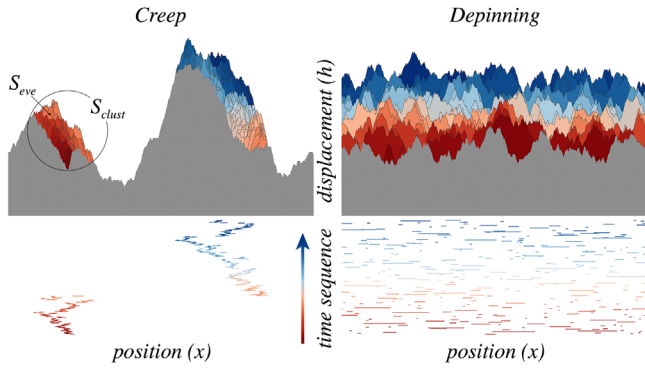 Creep
Depinning
S_eve
S_clust
displacement (h)
time sequence
position (x)
position (x)